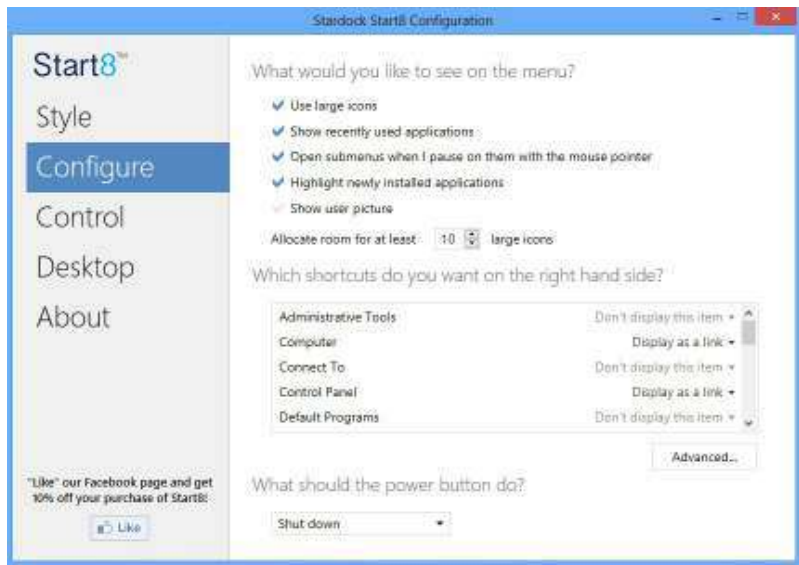 Stardock Start8 Configuration
Start8™
Style
Configure
Control
Desktop
About
"Like" our Facebook page and get
10% off your purchase of Start8!
Like
What would you like to see on the menu?
Use large icons
Show recently used applications
Open submenus when I pause on them with the mouse pointer
Highlight newly installed applications
Show user picture
Allocate room for at least 10 large icons
Which shortcuts do you want on the right hand side?
Administrative Tools Don't display this item
Computer Display as a link
Connect To Don't display this item
Control Panel Display as a link
Default Programs Don't display this item
Advanced...
What should the power button do?
Shut down